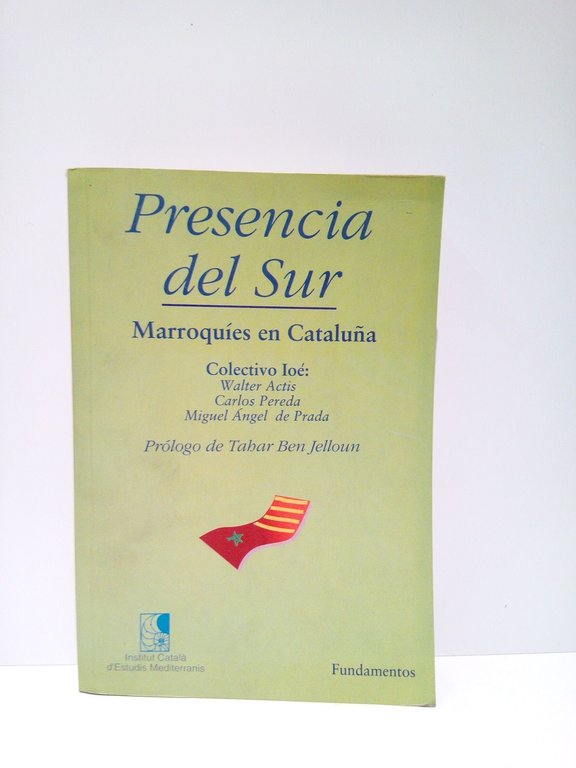 Presencia
del Sur
Marroquíes en Cataluña
Colectivo Ioé:
Walter Actis
Carlos Pereda
Miguel Ángel de Prada
Prólogo de Tahar Ben Jelloun
Institut Català
d'Estudis Mediterranis
Fundamentos